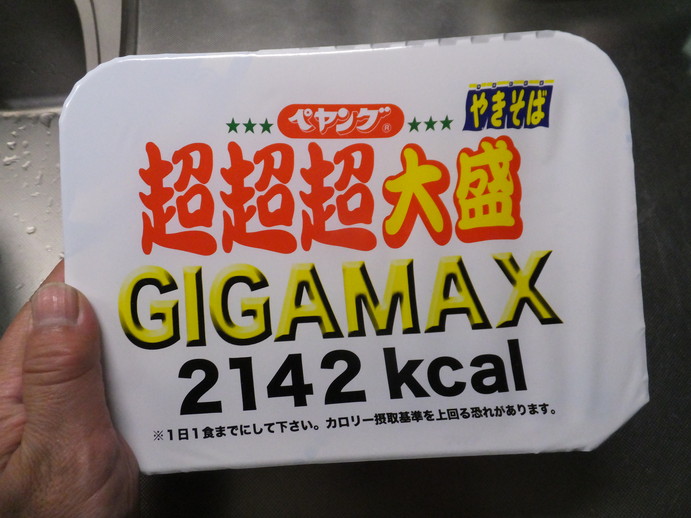 ★★★ ペヤング® ★★★
やきそば
超超超大盛
GIGAMAX
2142kcal
※1日1食までにして下さい。カロリー摂取基準を上回る恐れがあります。